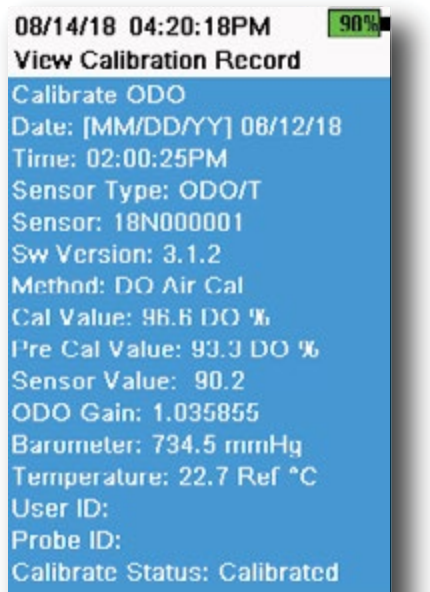 08/14/18 04:20:18PM 90%
View Calibration Record
Calibrate ODO
Date: [MM/DD/YY] 06/12/18
Time: 02:00:25PM
Sensor Type: ODO/T
Sensor: 18N000001
Sw Version: 3.1.2
Method: DO Air Cal
Cal Value: 96.6 DO %
Pre Cal Value: 93.3 DO %
Sensor Value: 90.2
ODO Gain: 1.035855
Barometer: 734.5 mmHg
Temperature: 22.7 Ref °C
User ID:
Probe ID:
Calibrate Status: Calibrated